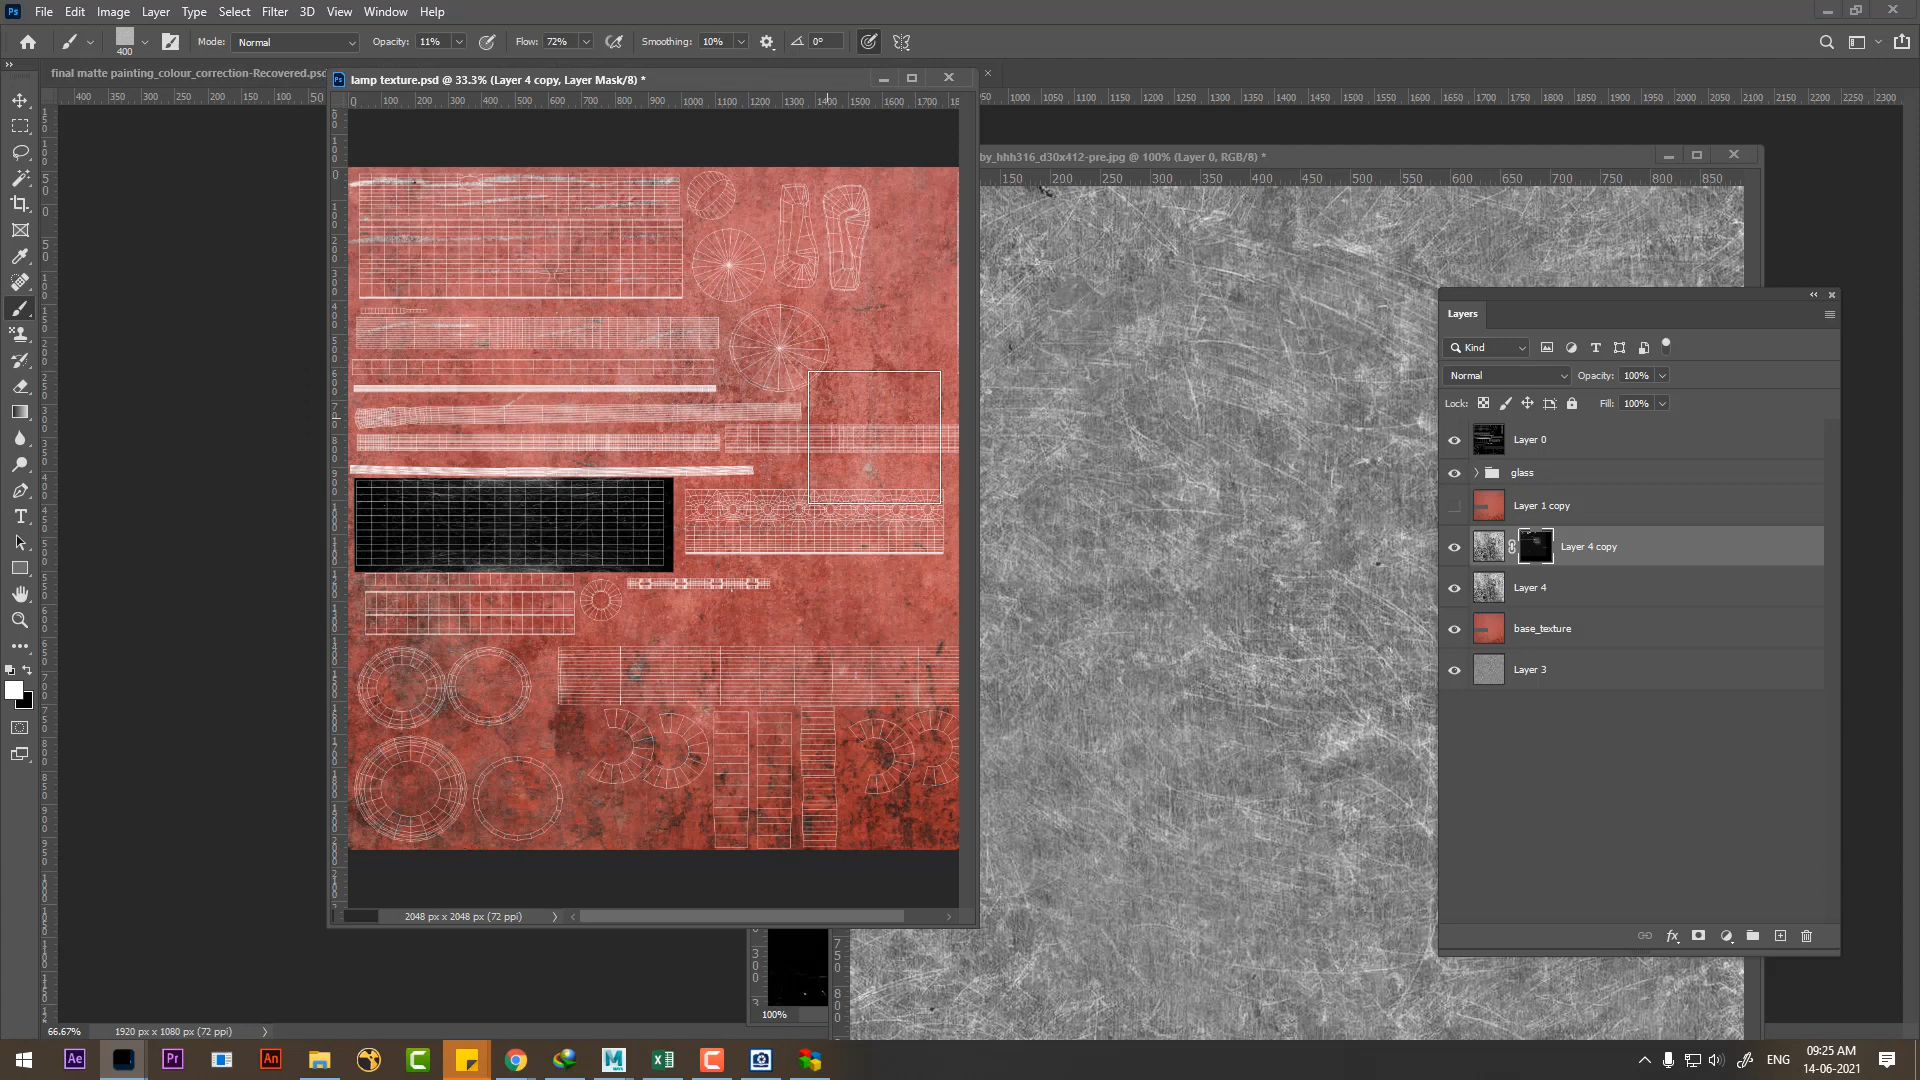 Ps File Edit Image Layer Type Select Filter 3D View Window Help
400 Mode: Normal Opacity: 11% Flow: 72% Smoothing: 10% 0°
final matte painting_colour_correction-Recovered.psd
lamp texture.psd @ 33.3% (Layer 4 copy, Layer Mask/8) *
400 350 300 250 200 150 100 50
0 100 200 300 400 500 600 700 800 900 1000 1100 1200 1300 1400 1500 1600 1700
1000 1050 1100 1150 1200 1250 1300 1350 1400 1450 1500 1550 1600 1650 1700 1750 1800 1850 1900 1950 2000 2050 2100 2150 2200 2250 2300
by_hhh316_d30x412-pre.jpg @ 100% (Layer 0, RGB/8) *
150 200 250 300 350 400 450 500 550 600 650 700 750 800 850
Layers
Kind
Normal Opacity: 100%
Lock: Fill: 100%
Layer 0
glass
Layer 1 copy
Layer 4 copy
Layer 4
base_texture
Layer 3
fx
2048 px x 2048 px (72 ppi)
100%
66.67% 1920 px x 1080 px (72 ppi)
Ae Pr An
ENG
09:25 AM
14-06-2021